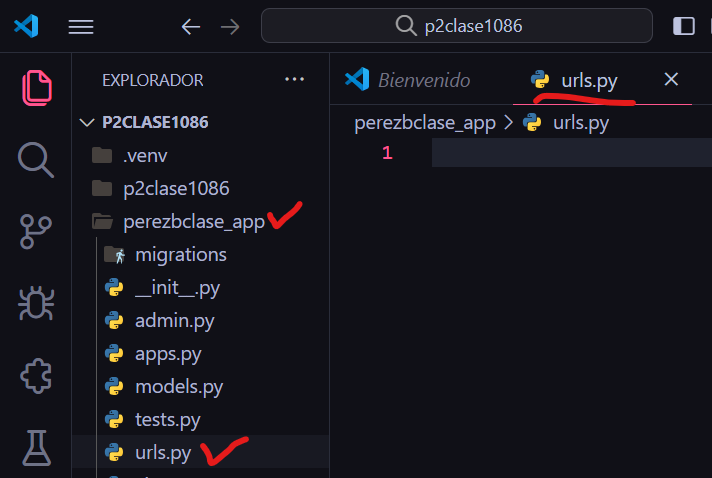 p2clase1086
EXPLORADOR
P2CLASE1086
.venv
p2clase1086
perezbclase_app
migrations
__init__.py
admin.py
apps.py
models.py
tests.py
urls.py
Bienvenido
urls.py
perezbclase_app > urls.py
1